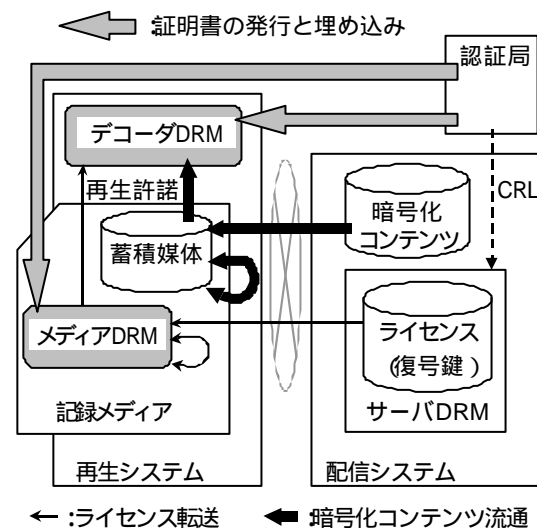 :証明書の発行と埋め込み
認証局
デコーダDRM
再生許諾
CRL
暗号化
コンテンツ
蓄積媒体
メディアDRM
ライセンス
(復号鍵)
記録メディア
サーバDRM
再生システム
配信システム
:ライセンス転送
:暗号化コンテンツ流通